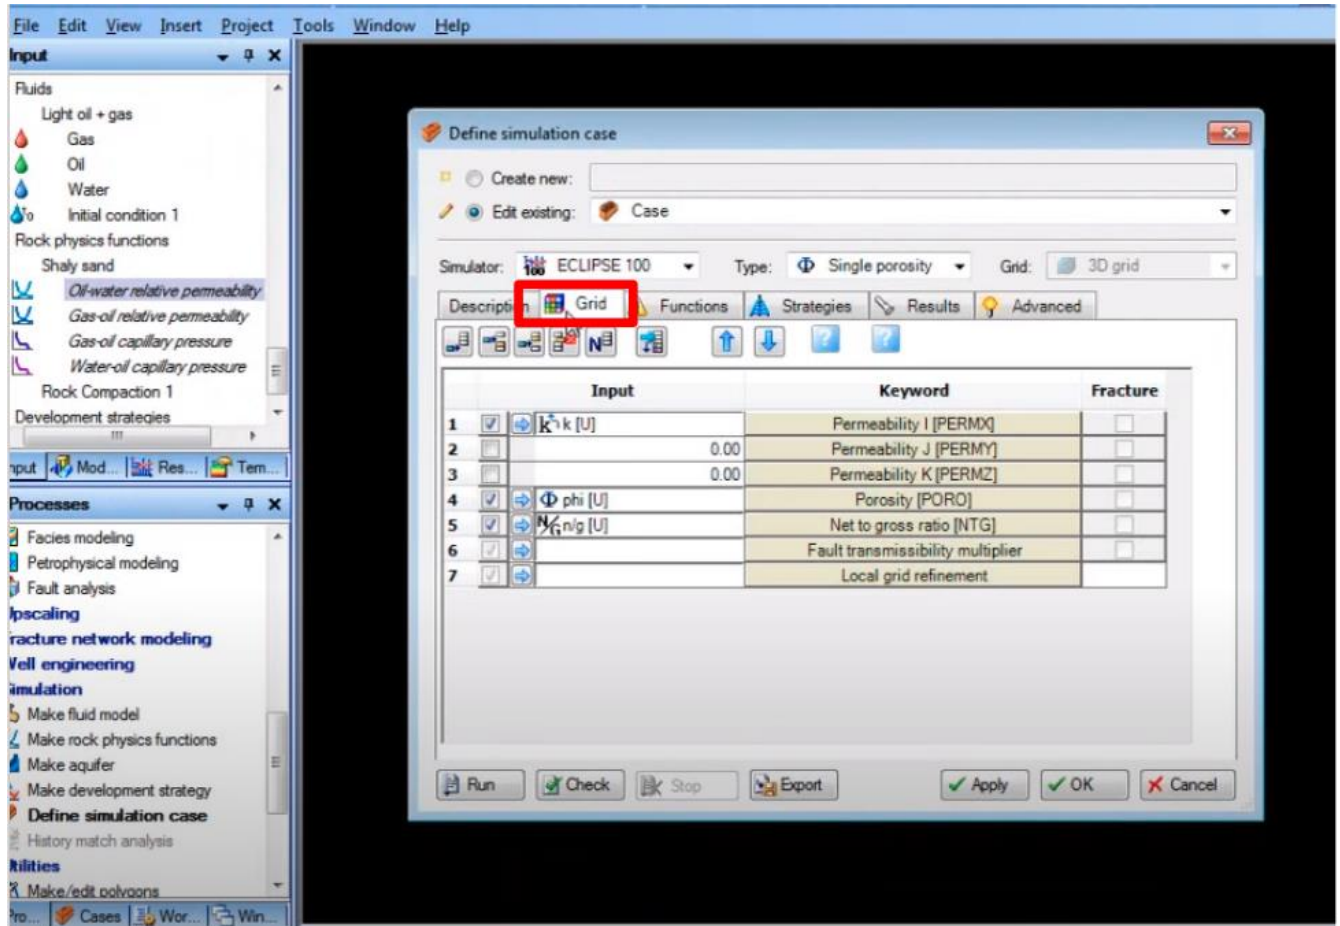 File Edit View Insert Project Tools Window Help
Input
Fluids
Light oil + gas
Gas
Oil
Water
Initial condition 1
Rock physics functions
Shaly sand
Oil-water relative permeability
Gas-oil relative permeability
Gas-oil capillary pressure
Water-oil capillary pressure
Rock Compaction 1
Development strategies
nput Mod... Res... Tem...
Processes
Facies modeling
Petrophysical modeling
Fault analysis
Upscaling
racture network modeling
Well engineering
Simulation
Make fluid model
Make rock physics functions
Make aquifer
Make development strategy
Define simulation case
History match analysis
Utilities
Make/edit polygons
Pro... Cases Wor... Win...
Define simulation case
Create new:
Edit existing: Case
Simulator: 100 ECLIPSE 100 Type: Φ Single porosity Grid: 3D grid
Description Grid Functions Strategies Results Advanced
N
Input Keyword Fracture
1 k k [U] Permeability I [PERMX]
2 0.00 Permeability J [PERMY]
3 0.00 Permeability K [PERMZ]
4 Φ phi [U] Porosity [PORO]
5 N/G n/g [U] Net to gross ratio [NTG]
6 Fault transmissibility multiplier
7 Local grid refinement
Run Check Stop Export Apply OK Cancel